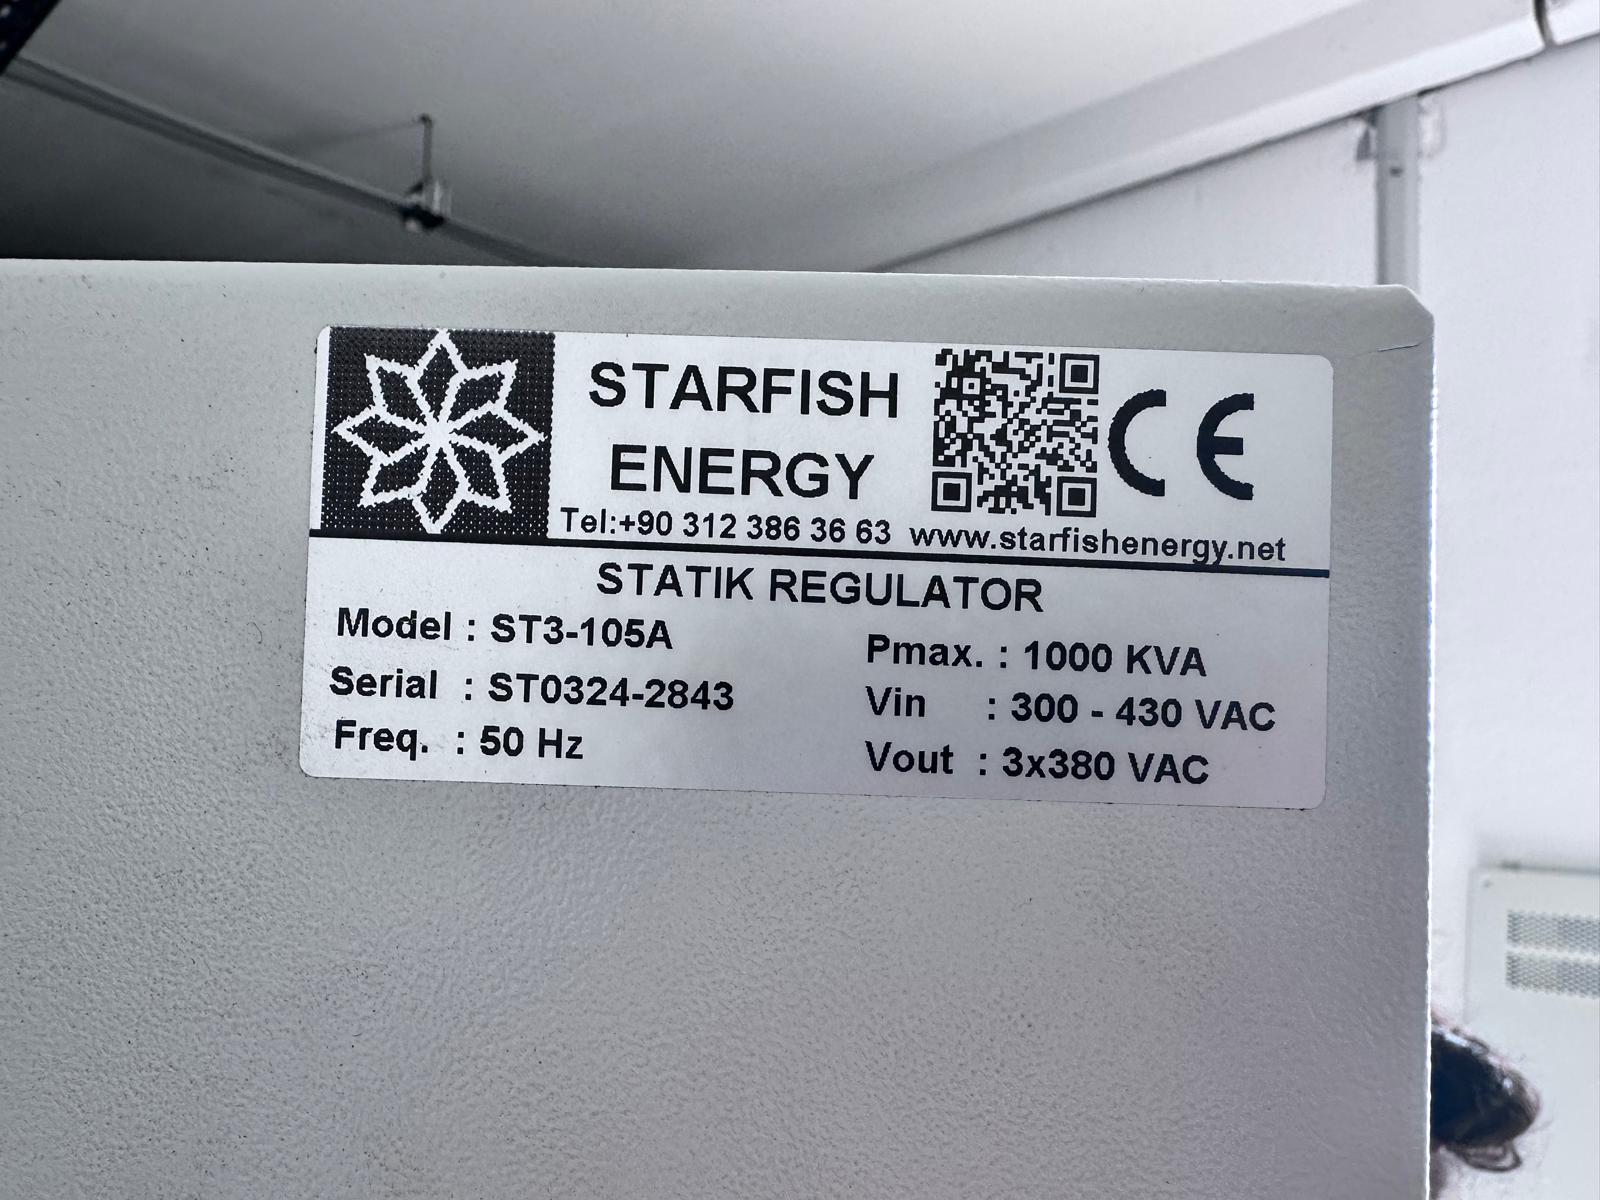 STARFISH
ENERGY
CE
Tel:+90 312 386 36 63 www.starfishenergy.net
STATIK REGULATOR
Model : ST3-105A
Pmax. : 1000 KVA
Serial : ST0324-2843
Vin : 300 - 430 VAC
Freq. : 50 Hz
Vout : 3x380 VAC